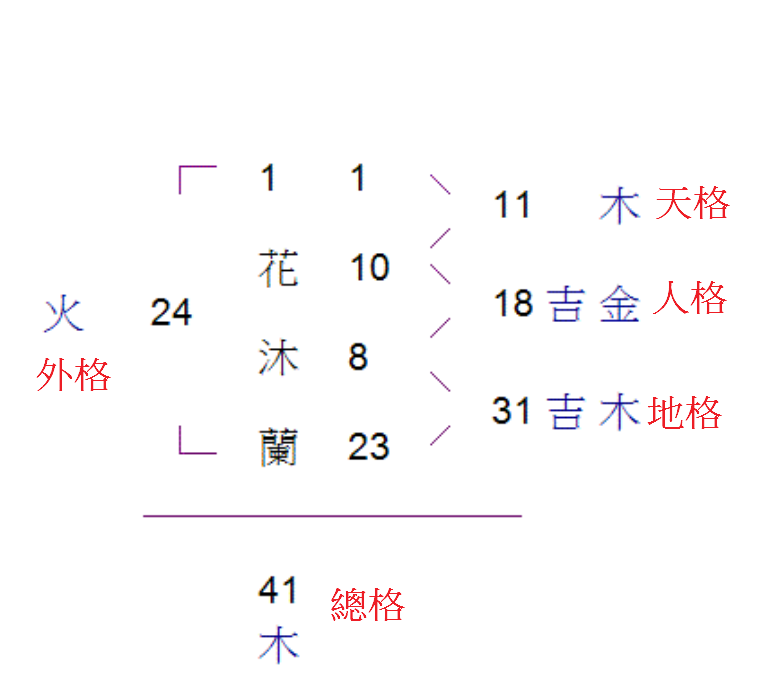 1 1
11 木 天格
花 10
18 吉 金 人格
火 24
外格
沐 8
31 吉 木 地格
蘭 23
41 總格
木